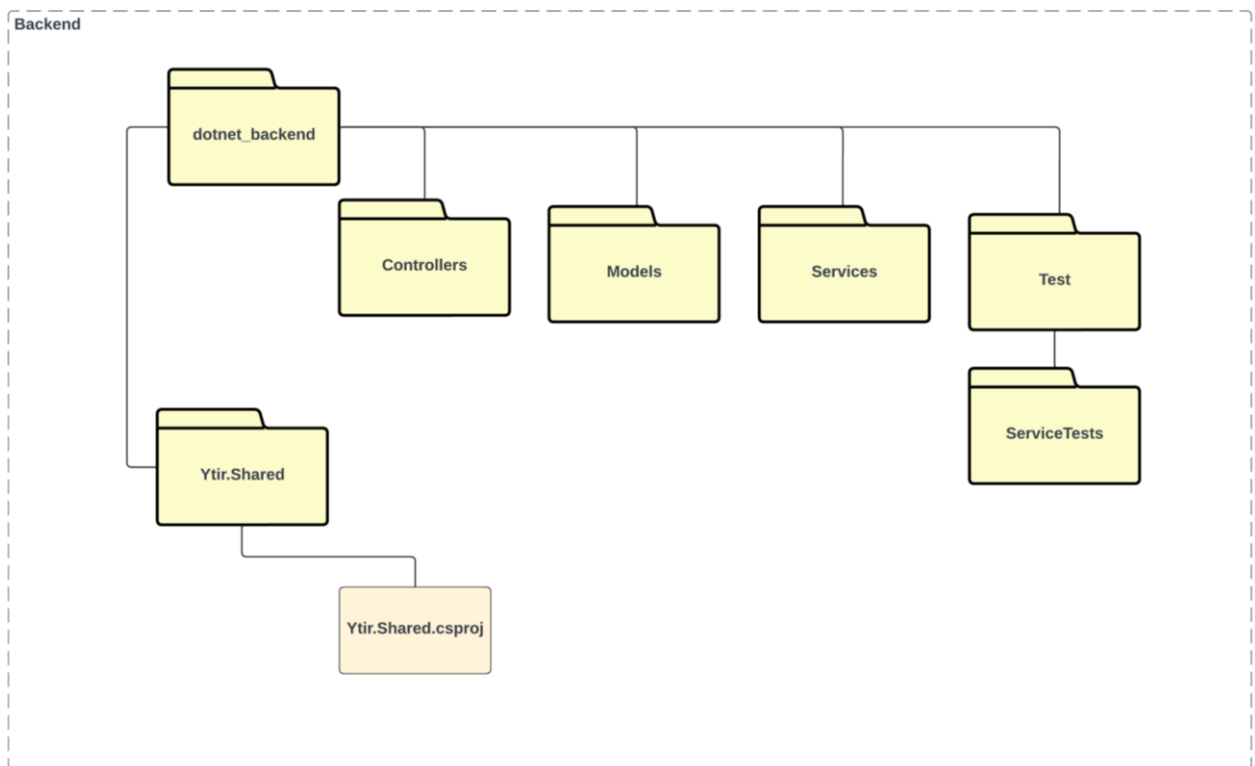 Backend
dotnet_backend
Controllers
Models
Services
Test
ServiceTests
Ytir.Shared
Ytir.Shared.csproj